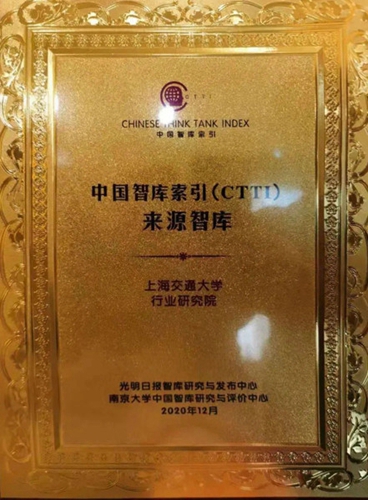 CTTI
CHINESE THINK TANK INDEX
中国智库索引
中国智库索引(CTTI)
来源智库
上海交通大学
行业研究院
光明日报智库研究与发布中心
南京大学中国智库研究与评价中心
2020年12月